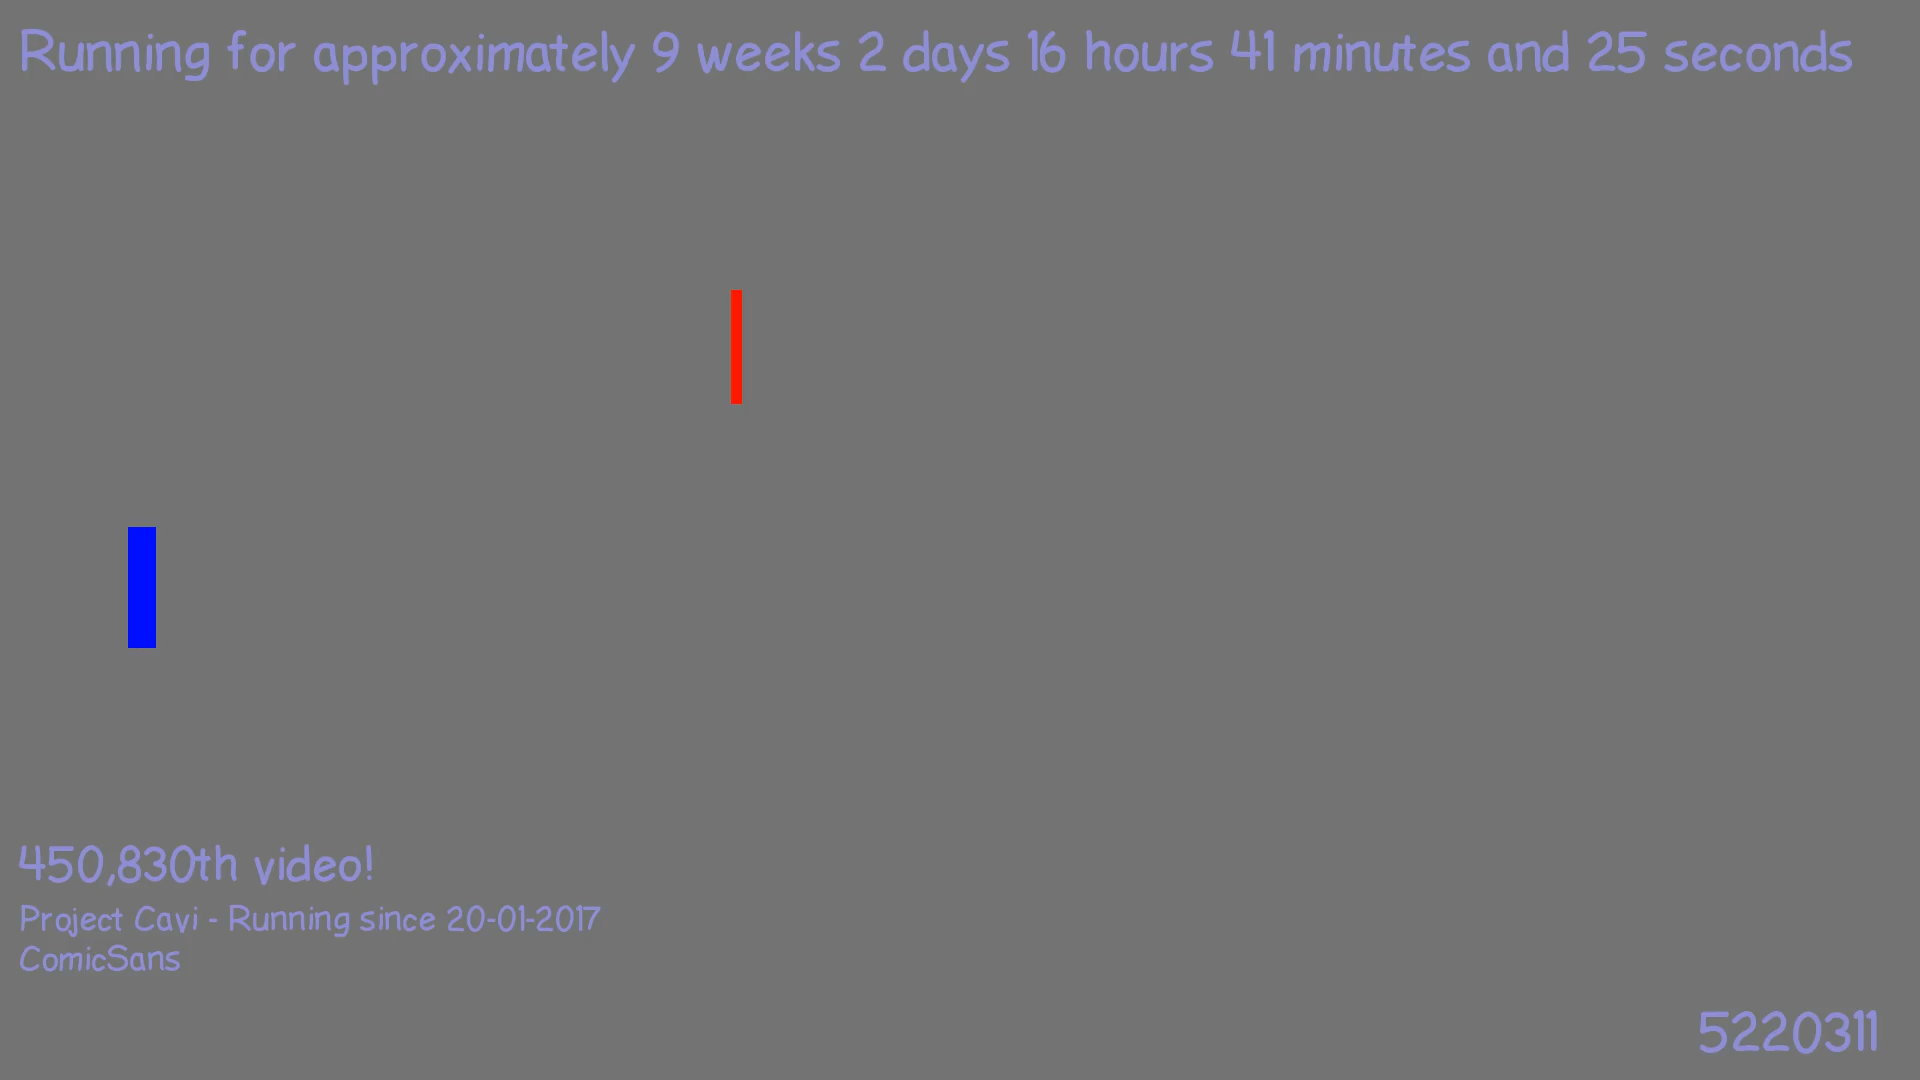 Running for approximately 9 weeks 2 days 16 hours 41 minutes and 25 seconds
450,830th video!
Project Cavi - Running since 20-01-2017
ComicSans
5220311